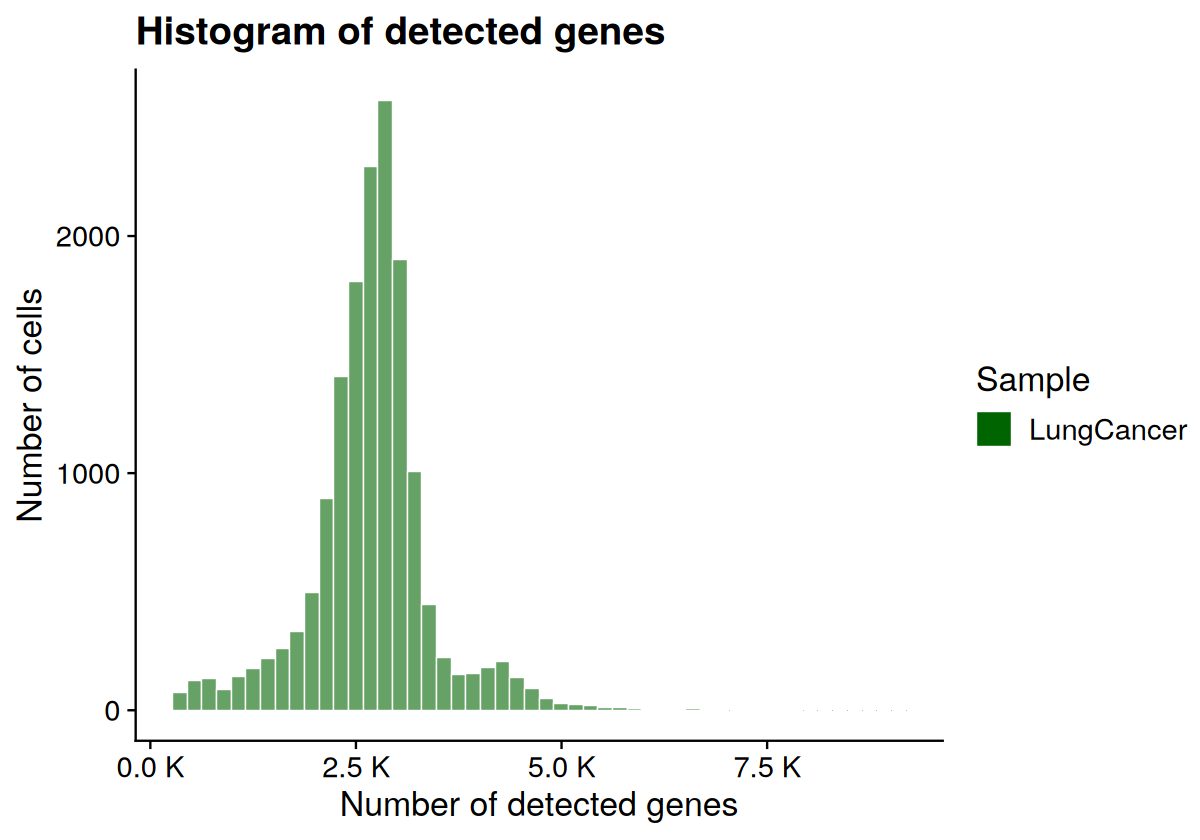 Histogram of detected genes
Number of cells
2000
1000
0
0.0 K 2.5 K 5.0 K 7.5 K
Number of detected genes
Sample
LungCancer